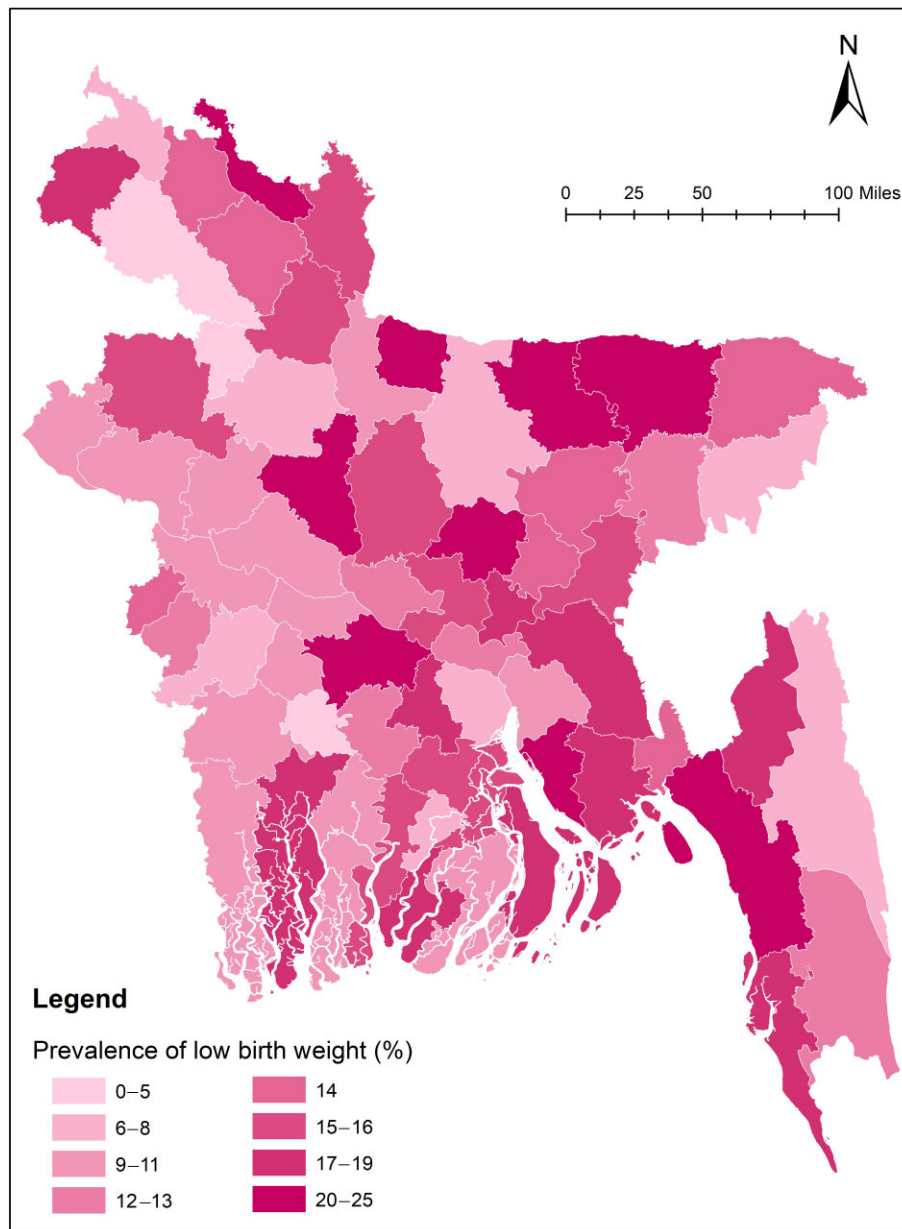 N
0 25 50 100 Miles
Legend
Prevalence of low birth weight (%)
0–5
6–8
9–11
12–13
14
15–16
17–19
20–25